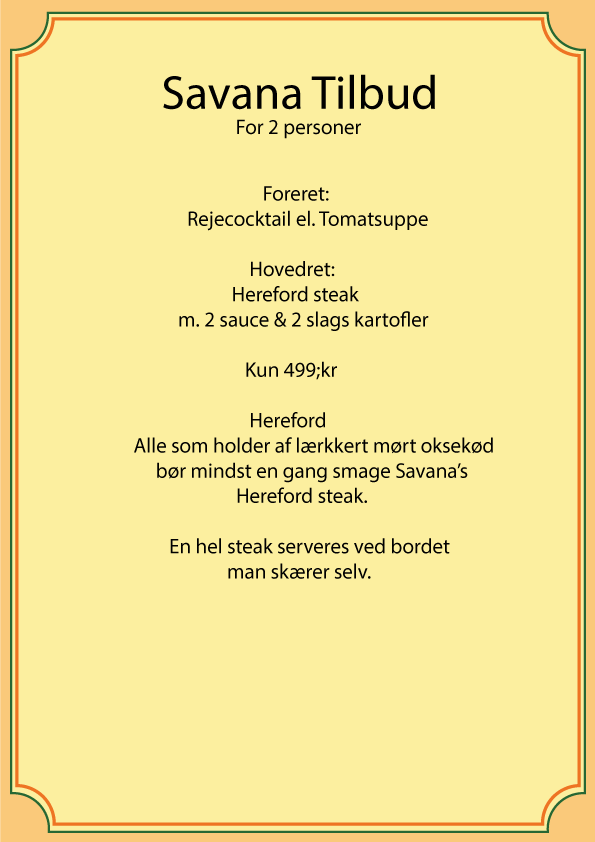 Savana Tilbud
For 2 personer
Foreret:
Rejecocktail el. Tomatsuppe
Hovedret:
Hereford steak
m. 2 sauce & 2 slags kartofler
Kun 499;kr
Hereford
Alle som holder af lærkkert mørt oksekød
bør mindst en gang smage Savana’s
Hereford steak.
En hel steak serveres ved bordet
man skærer selv.